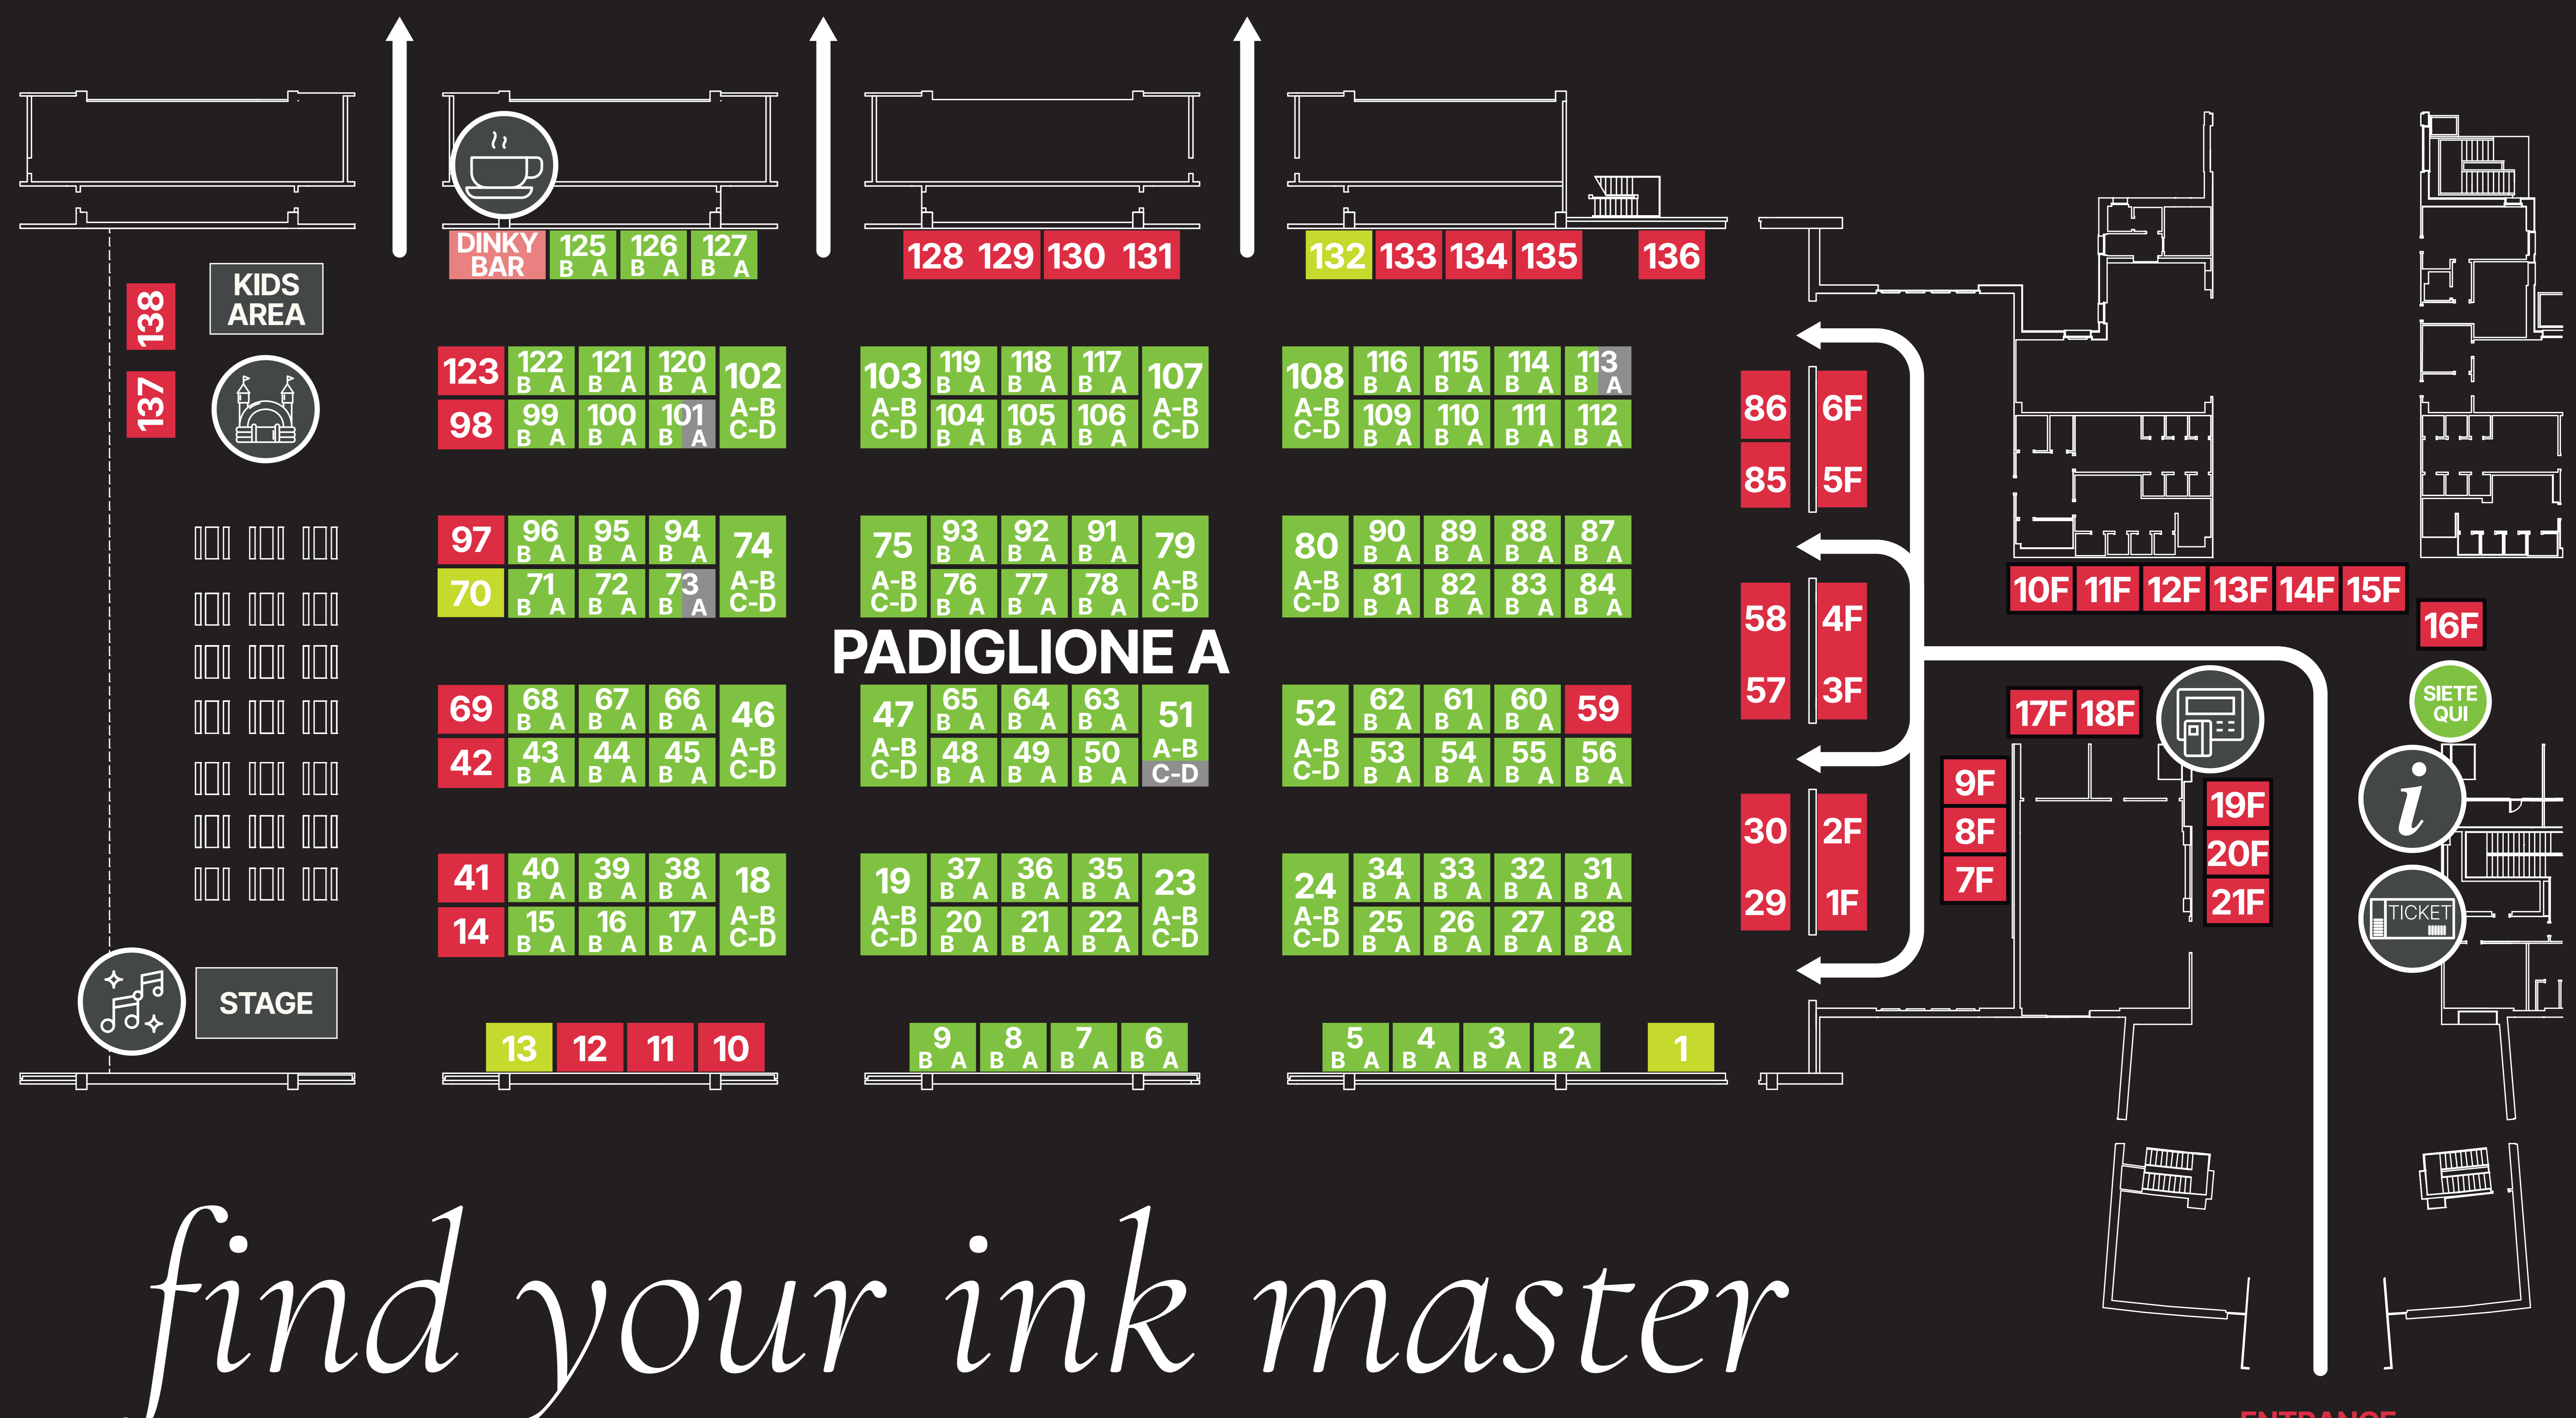 DINKY
BAR
125
B A
126
B A
127
B A
128 129 130 131
132 133 134 135 136
KIDS
AREA
138
137
123 122 121 120 102 103 119 118 117 107 108 116 115 114 113
B A B A B A A-B C-D A-B C-D B A B A B A A-B C-D A-B C-D B A B A B A B A
98 99 100 101 104 105 106 109 110 111 112
B A B A B A B A B A B A B A B A B A B A
86 6F
85 5F
97 96 95 94 74 75 93 92 91 79 80 90 89 88 87
B A B A B A A-B C-D A-B C-D B A B A B A A-B C-D A-B C-D B A B A B A B A
70 71 72 73 76 77 78 81 82 83 84
B A B A B A B A B A B A B A B A B A B A
10F 11F 12F 13F 14F 15F
16F
58 4F
57 3F
PADIGLIONE A
SIETE
QUI
17F 18F
69 68 67 66 46 47 65 64 63 51 52 62 61 60 59
B A B A B A A-B C-D A-B C-D B A B A B A A-B C-D A-B C-D B A B A B A
42 43 44 45 48 49 50 53 54 55 56
B A B A B A B A B A B A B A B A B A B A
9F
8F
7F
19F
20F
21F
i
TICKET
30 2F
29 1F
41 40 39 38 18 19 37 36 35 23 24 34 33 32 31
B A B A B A A-B C-D A-B C-D B A B A B A A-B C-D A-B C-D B A B A B A B A
14 15 16 17 20 21 22 25 26 27 28
B A B A B A B A B A B A B A B A B A B A
STAGE
13 12 11 10 9 8 7 6 5 4 3 2 1
B A B A B A B A B A B A B A B A
find your ink master
ENTRANCE